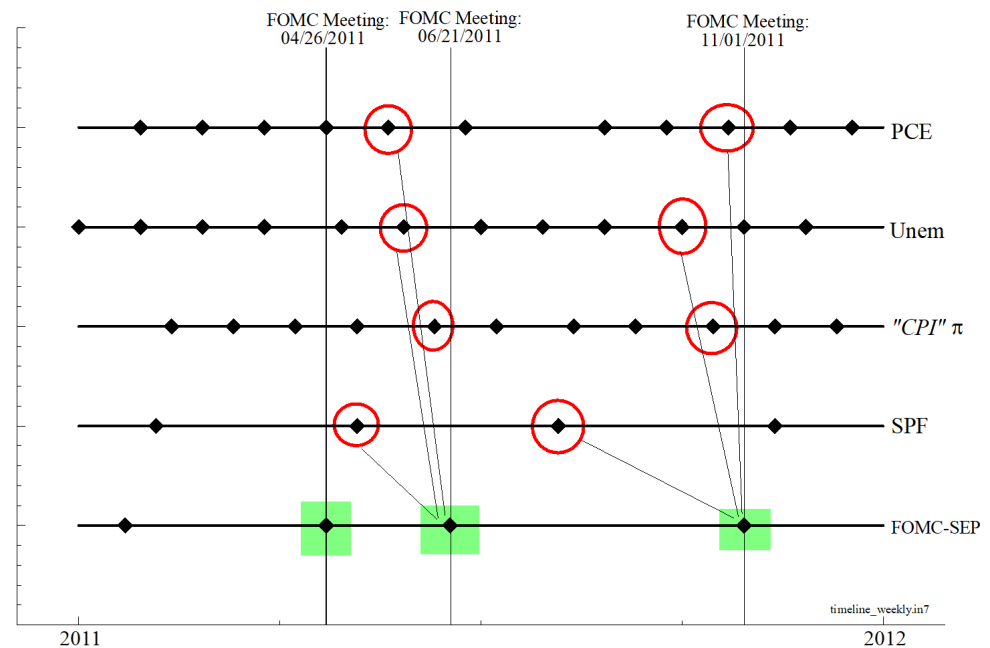 FOMC Meeting:
04/26/2011
FOMC Meeting:
06/21/2011
FOMC Meeting:
11/01/2011
PCE
Unem
"CPI" π
SPF
FOMC-SEP
timeline_weekly.in7
2011
2012